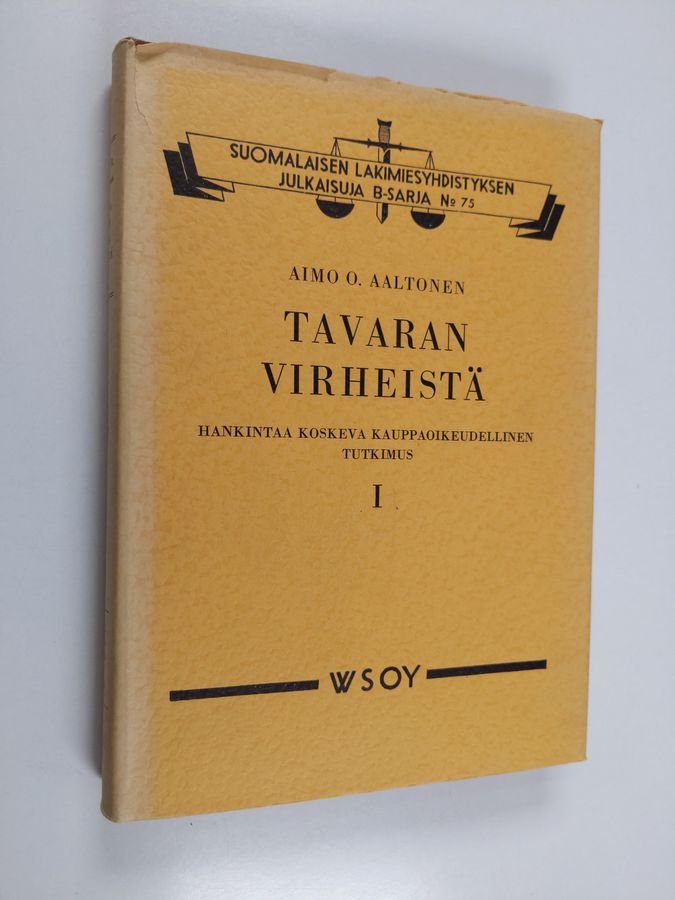 SUOMALAISEN LAKIMIESYHDISTYKSEN
JULKAISUJA B-SARJA № 75
AIMO O. AALTONEN
TAVARAN
VIRHEISTÄ
HANKINTAA KOSKEVA KAUPPAOIKEUDELLINEN
TUTKIMUS
I
WSOY